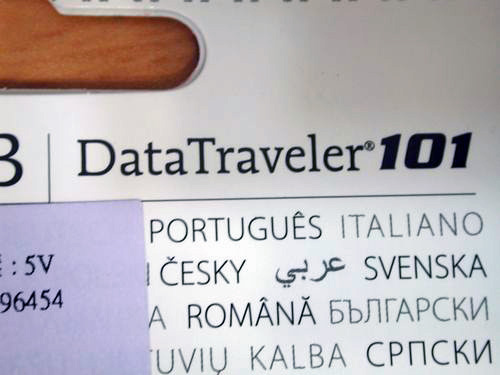 DataTraveler® 101
PORTUGUÊS ITALIANO
ČESKY عربي SVENSKA
: 5V
96454
ROMÂNĂ БЪЛГАРСКИ
KALBA СРПСКИ